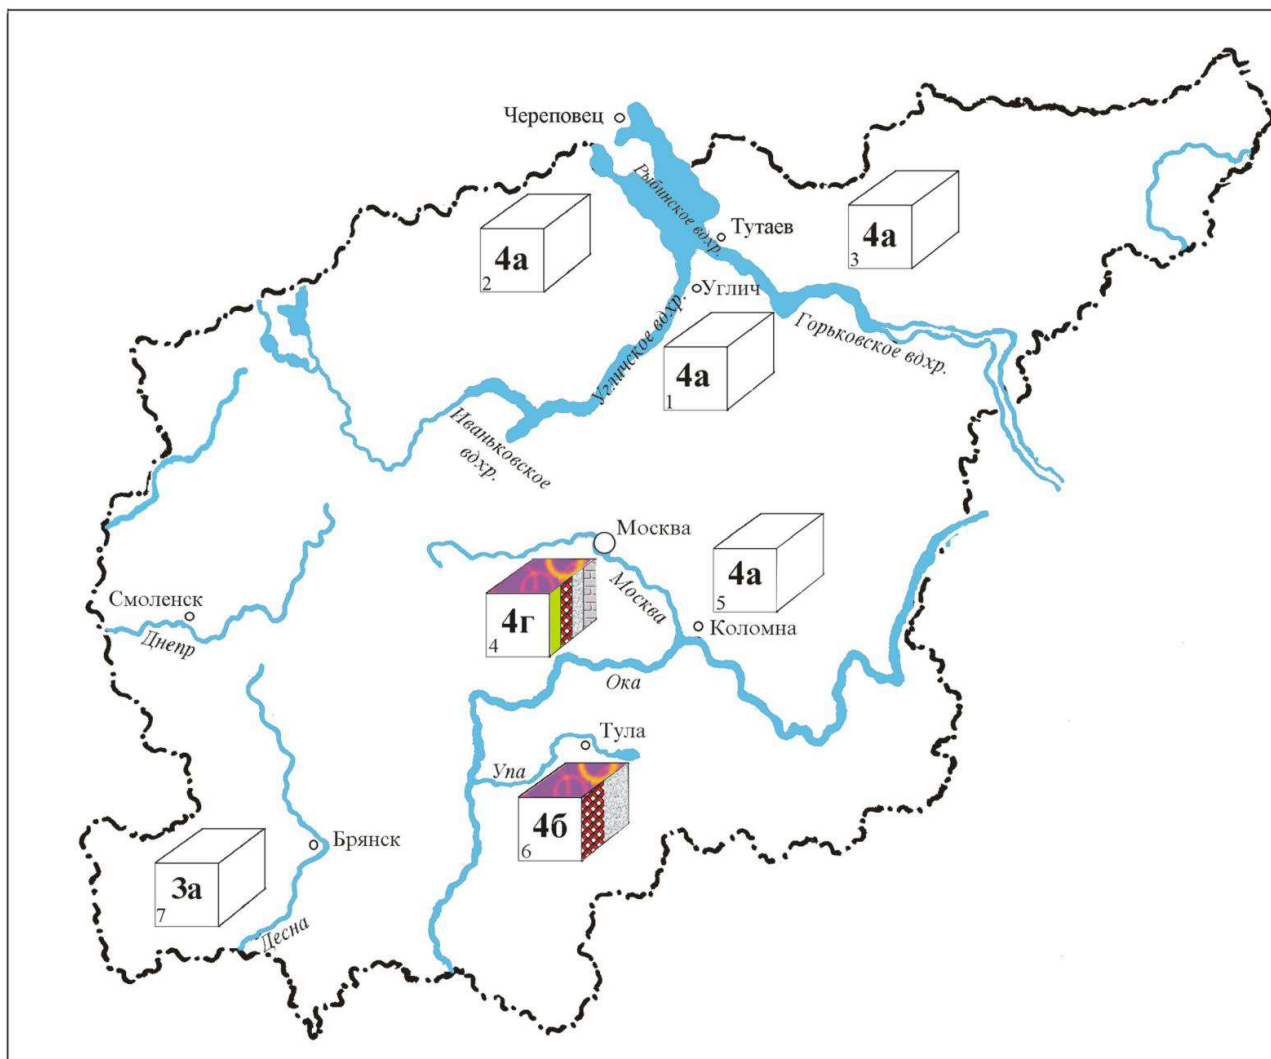 Череповец
Рыбинское вдхр.
4а
2
Тутаев
4а
3
Углич
Угличское вдхр.
Горьковское вдхр.
4а
1
Иваньковское
вдхр.
Москва
Москва
4а
5
Смоленск
Днепр
4г
4
Коломна
Ока
Тула
Упа
4б
6
Брянск
3а
7
Десна